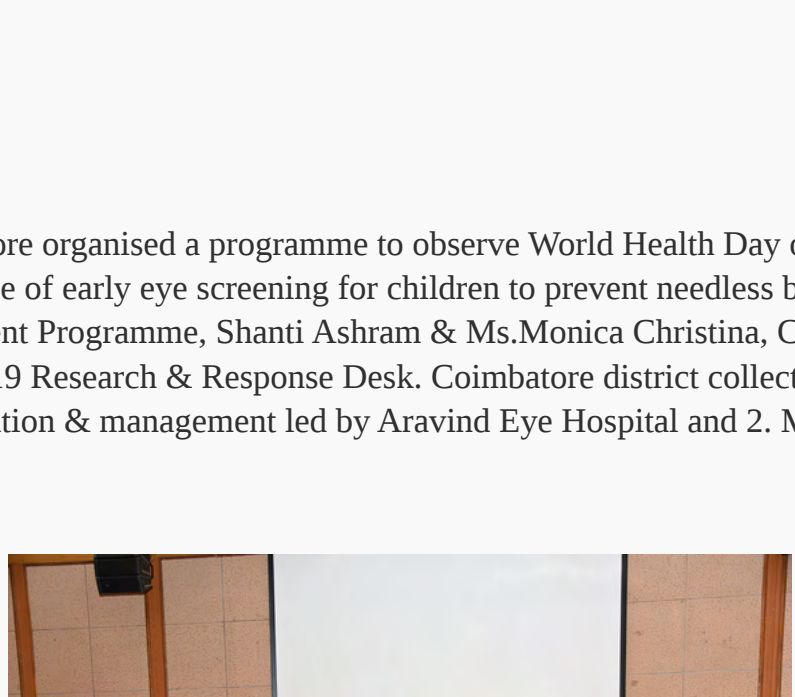 ore organised a programme to observe World Health Day
e of early eye screening for children to prevent needless b
ent Programme, Shanti Ashram & Ms.Monica Christina, C
19 Research & Response Desk. Coimbatore district collect
tion & management led by Aravind Eye Hospital and 2. M